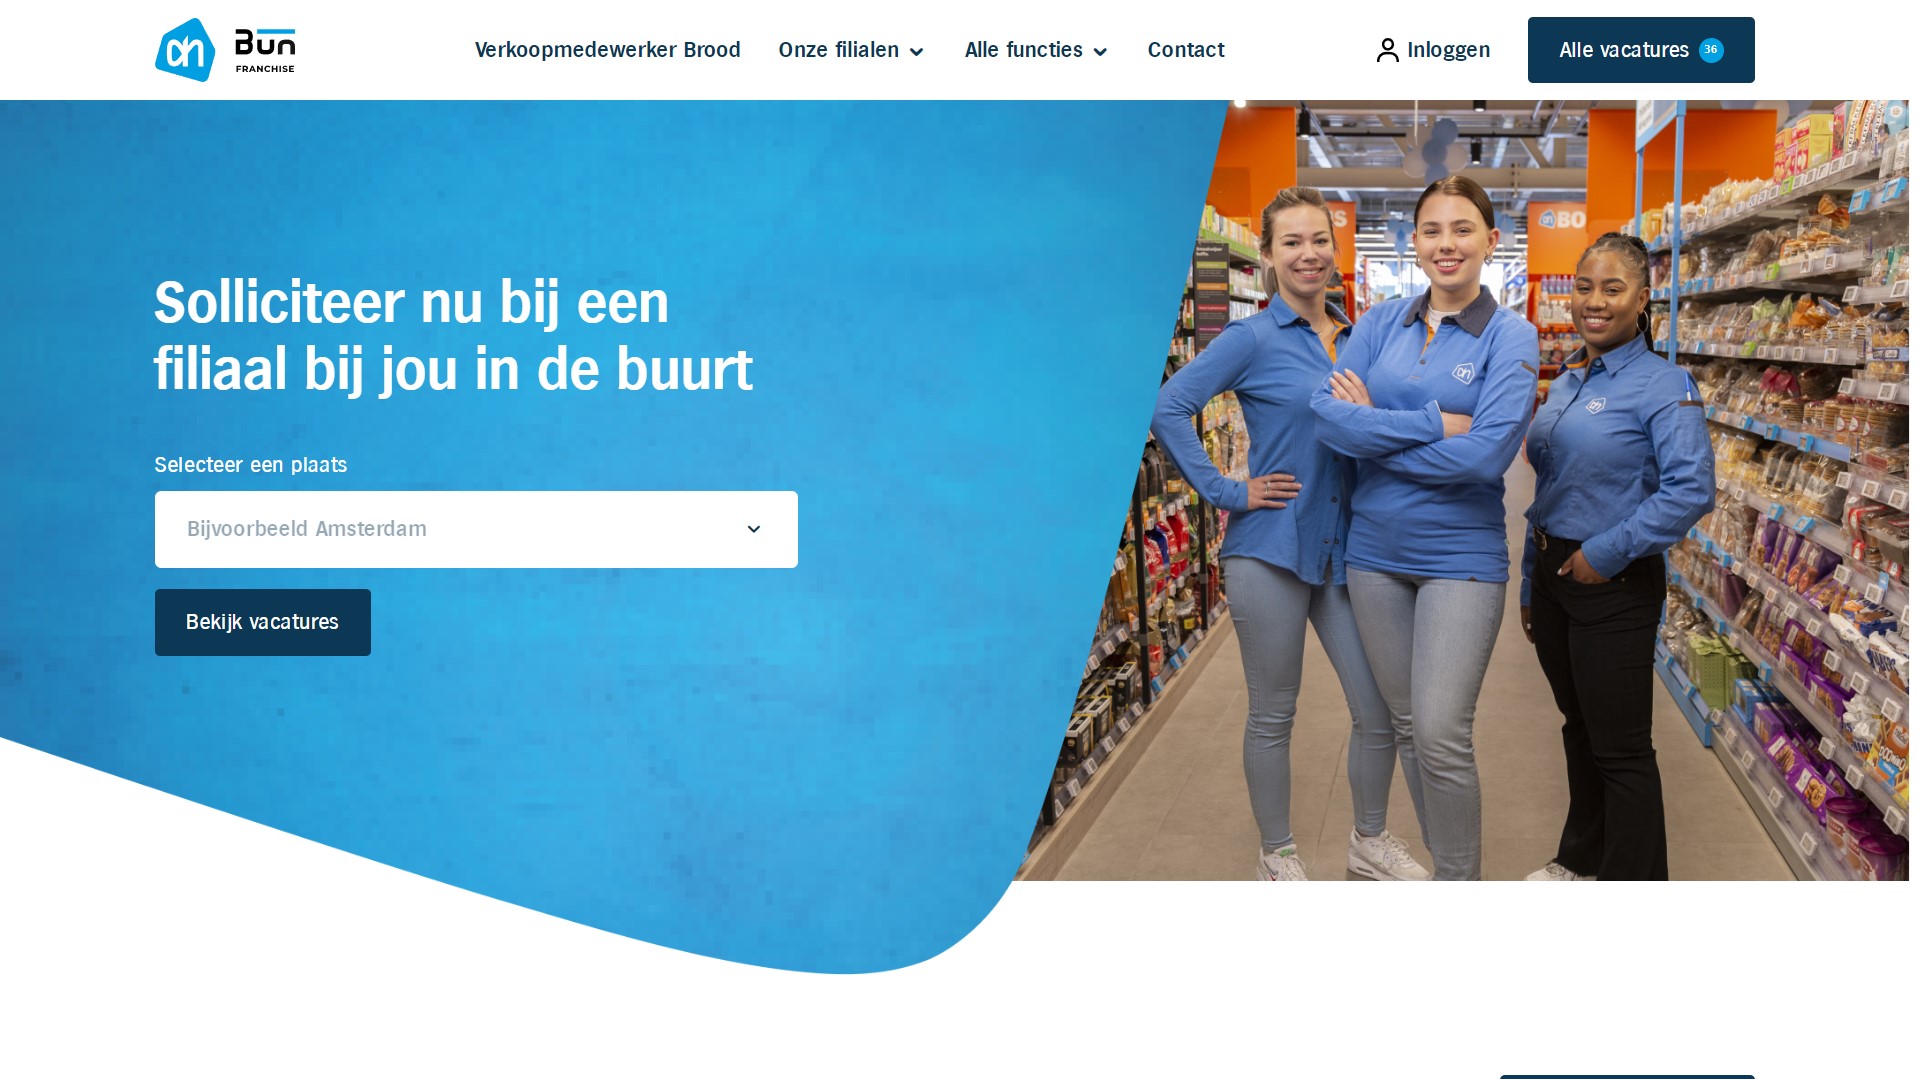 ah Bun
FRANCHISE
Verkoopmedewerker Brood
Onze filialen
Alle functies
Contact
Inloggen
Alle vacatures 36
Solliciteer nu bij een
filiaal bij jou in de buurt
Selecteer een plaats
Bijvoorbeeld Amsterdam
Bekijk vacatures